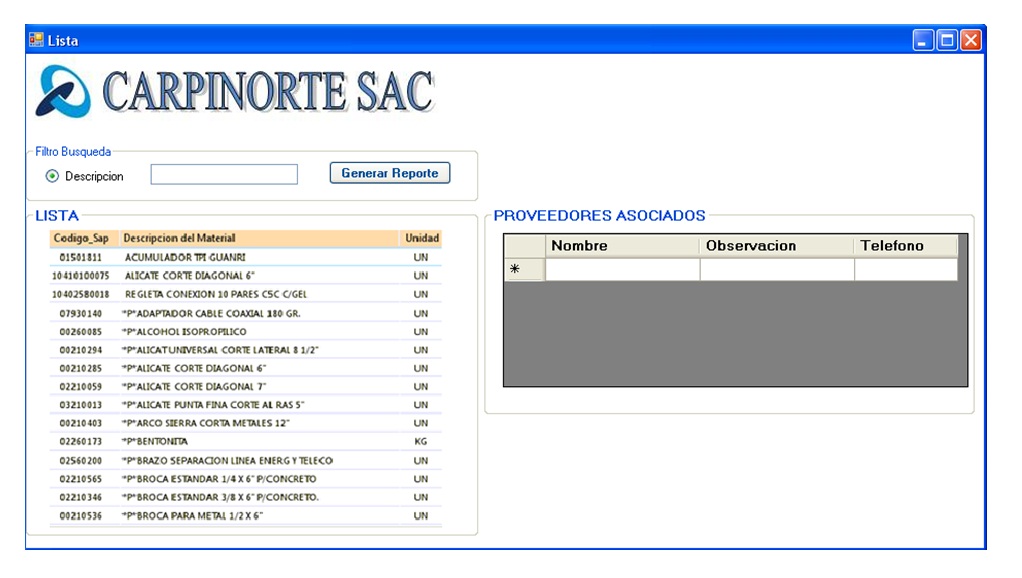 Lista
CARPINORTE SAC
Filtro Busqueda
Descripcion
Generar Reporte
LISTA
Codigo_Sap Descripcion del Material Unidad
01501811 ACUMULADOR TPI GUANRI UN
10410100075 ALICATE CORTE DIAGONAL 6" UN
10402580018 REGLETA CONEXION 10 PARES C5C C/GEL UN
07930140 "P"ADAPTADOR CABLE COAXIAL 180 GR. UN
00260085 "P"ALCOHOL ISOPROPILICO UN
00210294 "P"ALICAT UNIVERSAL CORTE LATERAL 8 1/2" UN
00210285 "P"ALICATE CORTE DIAGONAL 6" UN
02210059 "P"ALICATE CORTE DIAGONAL 7" UN
03210013 "P"ALICATE PUNTA FINA CORTE AL RAS 5" UN
00210403 "P"ARCO SIERRA CORTA METALES 12" UN
02260173 "P"BENTONITA KG
02560200 "P"BRAZO SEPARACION LINEA ENERG Y TELECO UN
02210565 "P"BROCA ESTANDAR 1/4 X 6" P/CONCRETO UN
02210346 "P"BROCA ESTANDAR 3/8 X 6" P/CONCRETO. UN
00210536 "P"BROCA PARA METAL 1/2 X 6" UN
PROVEEDORES ASOCIADOS
Nombre Observacion Telefono